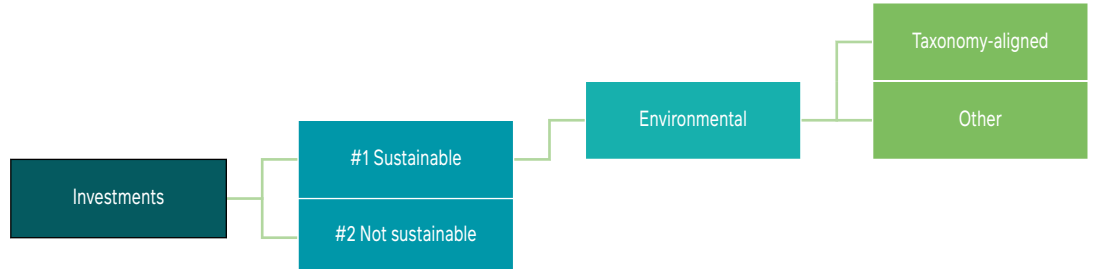 Investments
#1 Sustainable
#2 Not sustainable
Environmental
Taxonomy-aligned
Other